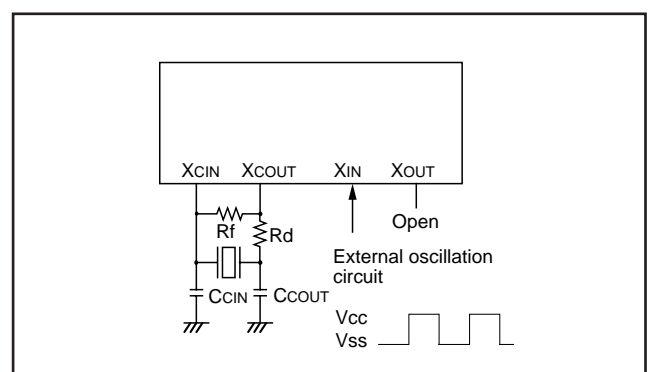 XCIN XCOUT XIN XOUT
Rf
Rd
Open
External oscillation
circuit
CCIN CCOUT
Vcc
Vss